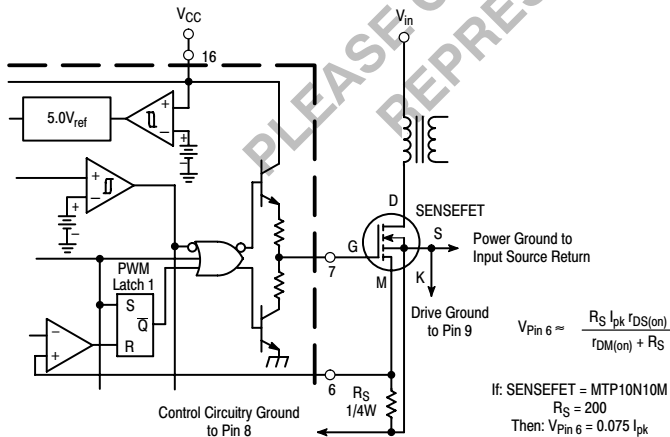 PLEASE
REPRES
VCC
Vin
16
+
5.0Vref
−
+
−
+
−
+
−
D
SENSEFET
S
G
Power Ground to
Input Source Return
7
PWM
Latch 1
K
M
S
Q̅
R
Drive Ground
to Pin 9
VPin 6 ≈ RS Ipk rDS(on)
rDM(on) + RS
−
+
6
RS
1/4W
If: SENSEFET = MTP10N10M
RS = 200
Then: VPin 6 = 0.075 Ipk
Control Circuitry Ground
to Pin 8